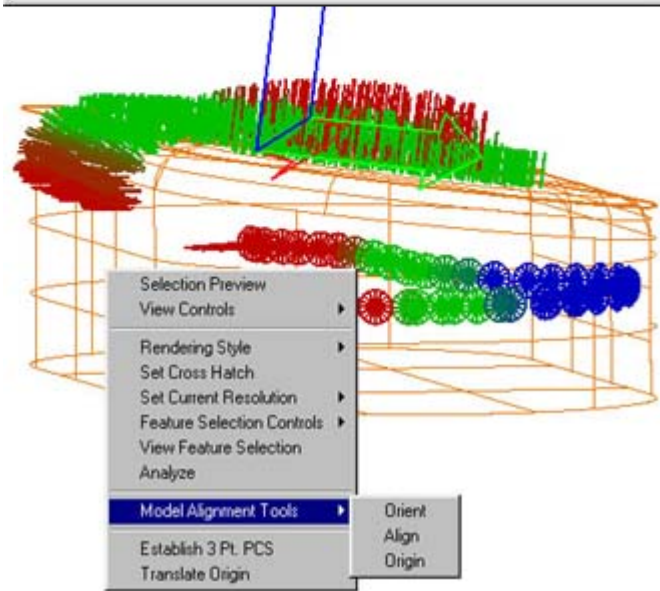 Selection Preview
View Controls
Rendering Style
Set Cross Hatch
Set Current Resolution
Feature Selection Controls
View Feature Selection
Analyze
Model Alignment Tools
Orient
Align
Origin
Establish 3 Pt. PCS
Translate Origin